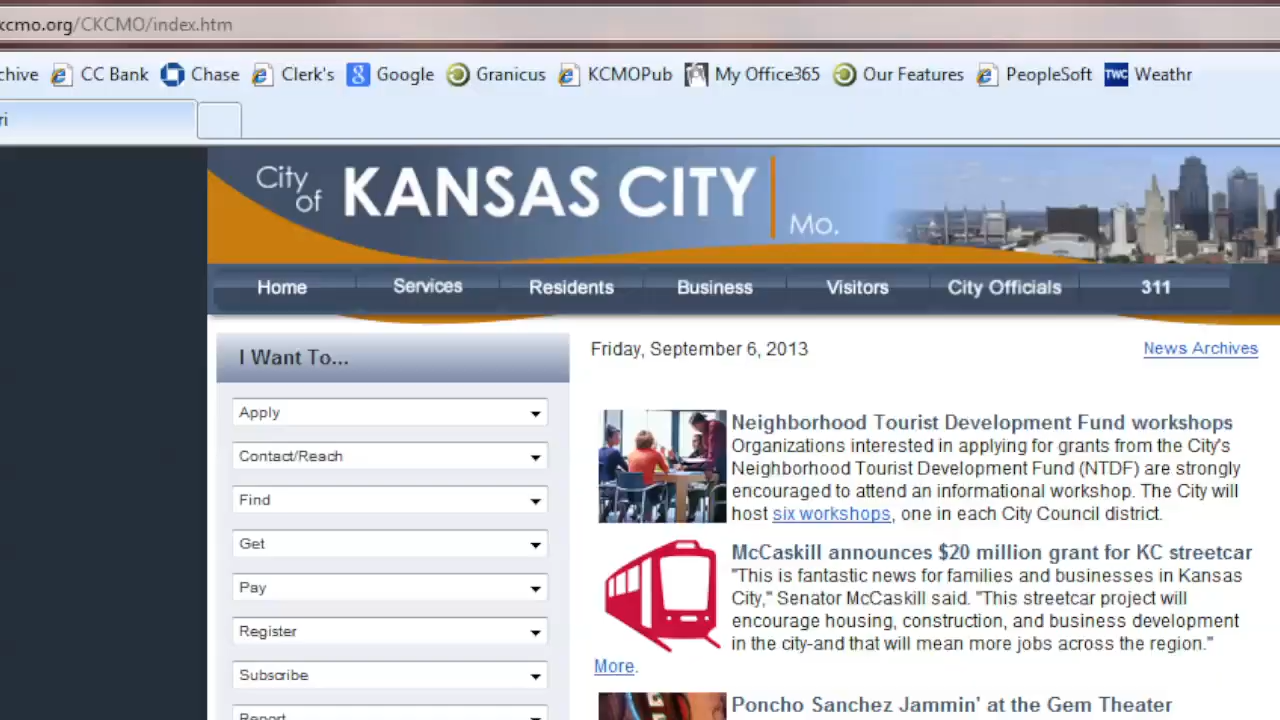 kcmo.org/CKCMO/index.htm
chive CC Bank Chase Clerk's Google Granicus KCMOPub My Office365 Our Features PeopleSoft TWC Weathr
ri
City of KANSAS CITY Mo.
Home Services Residents Business Visitors City Officials 311
I Want To...
Apply
Contact/Reach
Find
Get
Pay
Register
Subscribe
Report
Friday, September 6, 2013 News Archives
Neighborhood Tourist Development Fund workshops
Organizations interested in applying for grants from the City's
Neighborhood Tourist Development Fund (NTDF) are strongly
encouraged to attend an informational workshop. The City will
host six workshops, one in each City Council district.
McCaskill announces $20 million grant for KC streetcar
"This is fantastic news for families and businesses in Kansas
City," Senator McCaskill said. "This streetcar project will
encourage housing, construction, and business development
in the city-and that will mean more jobs across the region."
More.
Poncho Sanchez Jammin' at the Gem Theater